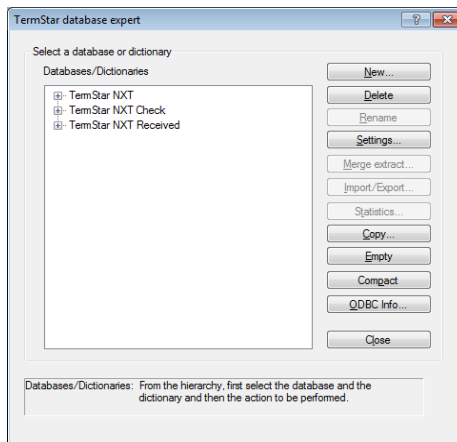 TermStar database expert
Select a database or dictionary
Databases/Dictionaries
TermStar NXT
TermStar NXT Check
TermStar NXT Received
New...
Delete
Rename
Settings...
Merge extract...
Import/Export...
Statistics...
Copy...
Empty
Compact
ODBC Info...
Close
Databases/Dictionaries: From the hierarchy, first select the database and the
dictionary and then the action to be performed.